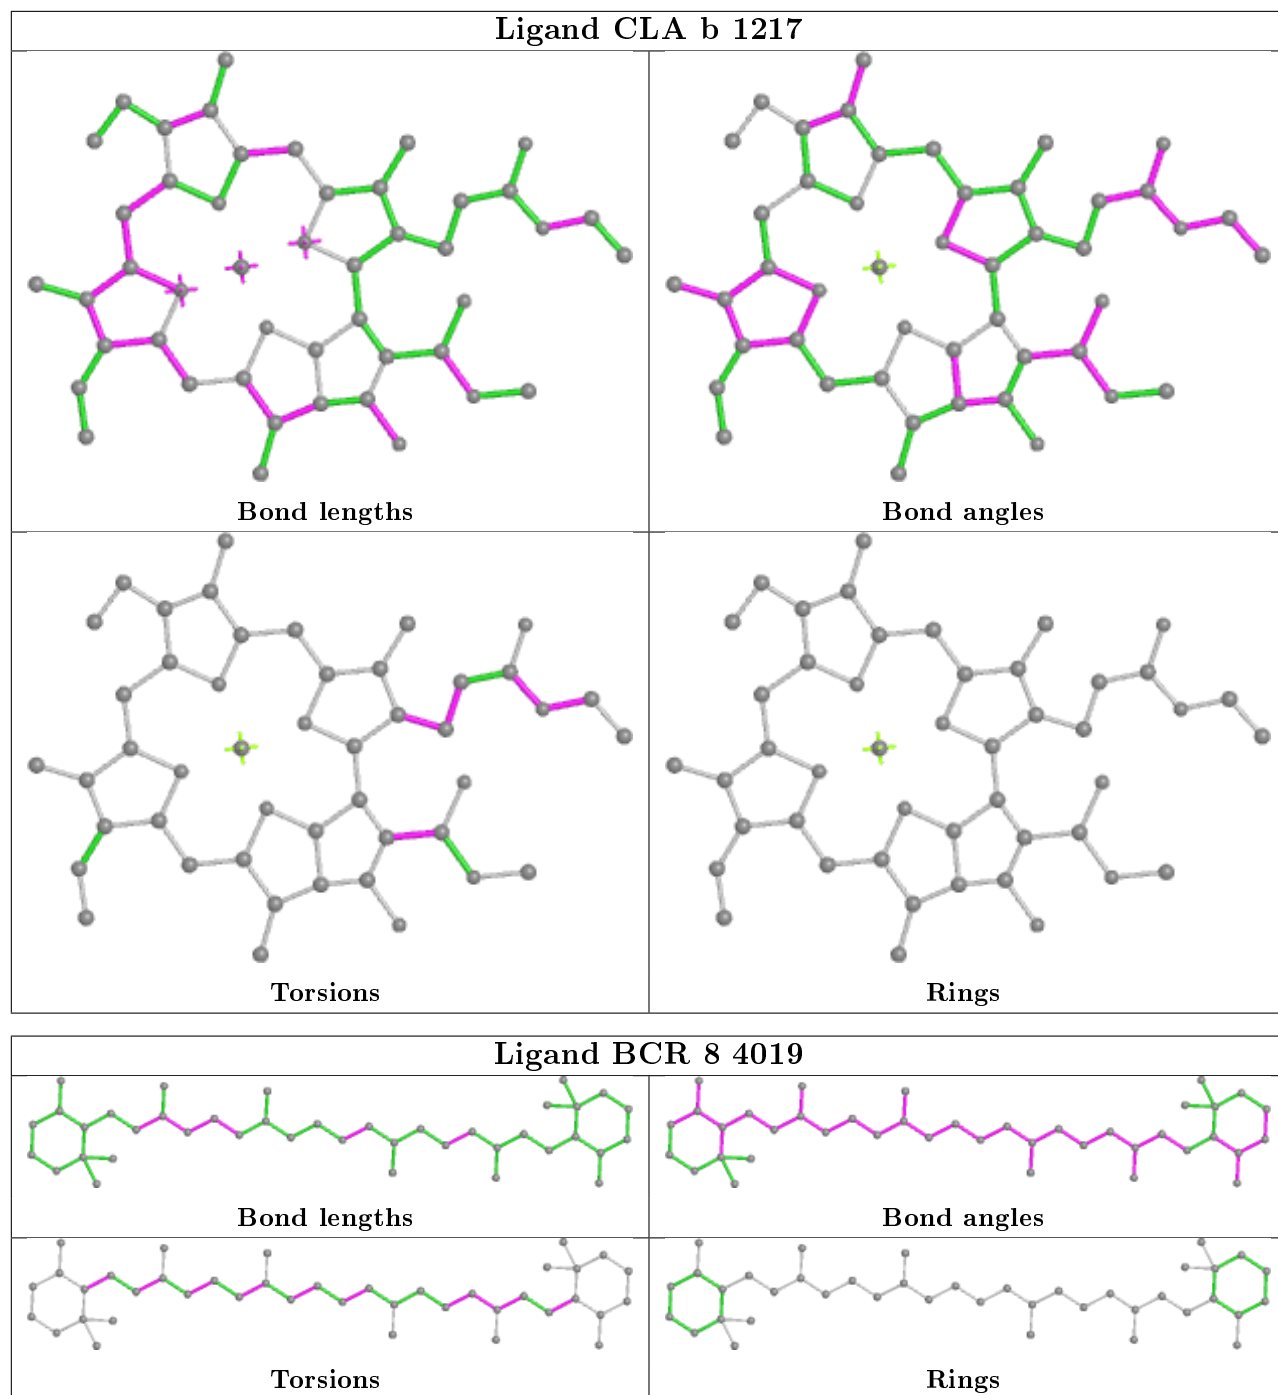 Ligand CLA b 1217
Bond lengths
Bond angles
Torsions
Rings
Ligand BCR 8 4019
Bond lengths
Bond angles
Torsions
Rings